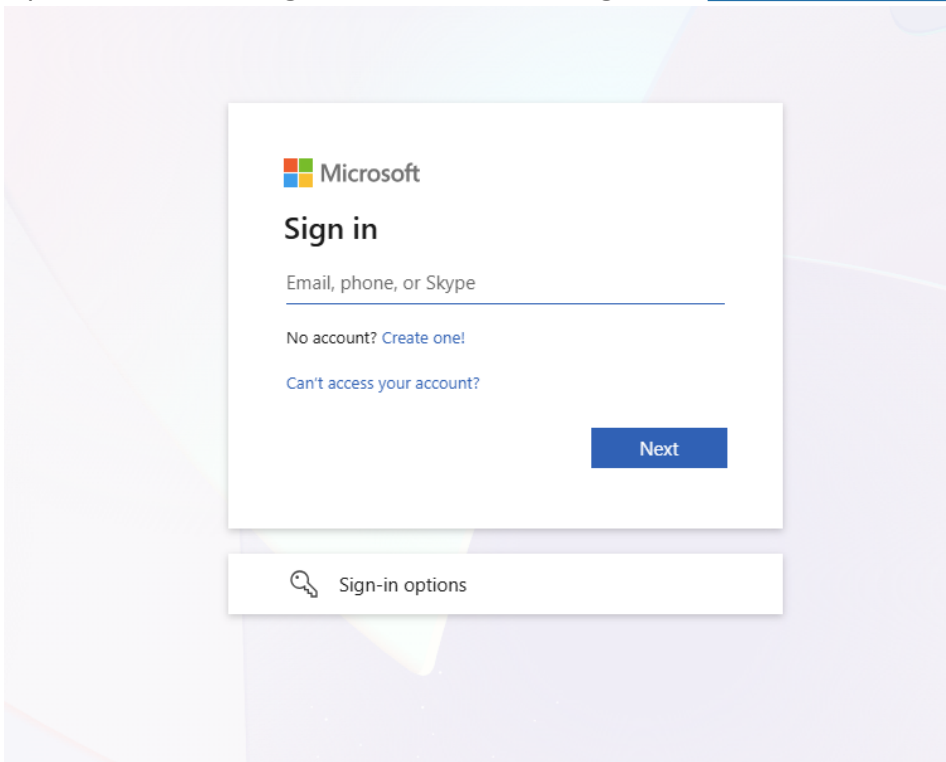 Microsoft
Sign in
Email, phone, or Skype
No account? Create one!
Can't access your account?
Next
Sign-in options